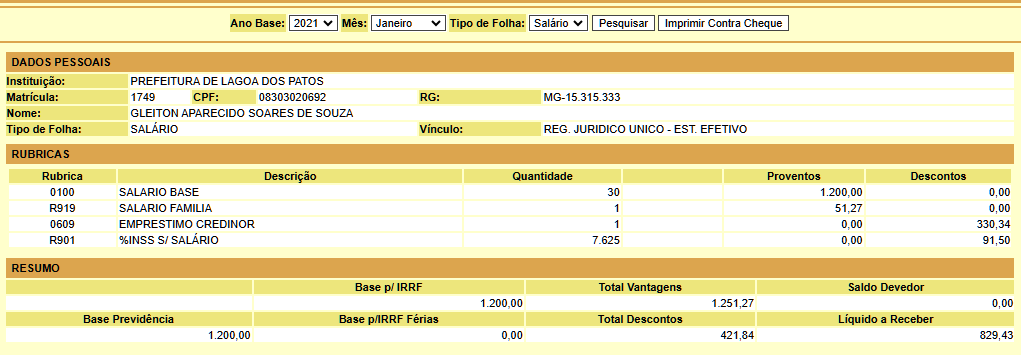 Ano Base: 2021 Mês: Janeiro Tipo de Folha: Salário Pesquisar Imprimir Contra Cheque
DADOS PESSOAIS
Instituição: PREFEITURA DE LAGOA DOS PATOS
Matrícula: 1749 CPF: 08303020692 RG: MG-15.315.333
Nome: GLEITON APARECIDO SOARES DE SOUZA
Tipo de Folha: SALÁRIO Vínculo: REG. JURIDICO UNICO - EST. EFETIVO
RUBRICAS
Rubrica Descrição Quantidade Proventos Descontos
0100 SALARIO BASE 30 1.200,00 0,00
R919 SALARIO FAMILIA 1 51,27 0,00
0609 EMPRESTIMO CREDINOR 1 0,00 330,34
R901 %INSS S/ SALÁRIO 7.625 0,00 91,50
RESUMO
Base p/ IRRF Total Vantagens Saldo Devedor
1.200,00 1.251,27 0,00
Base Previdência Base p/IRRF Férias Total Descontos Líquido a Receber
1.200,00 0,00 421,84 829,43